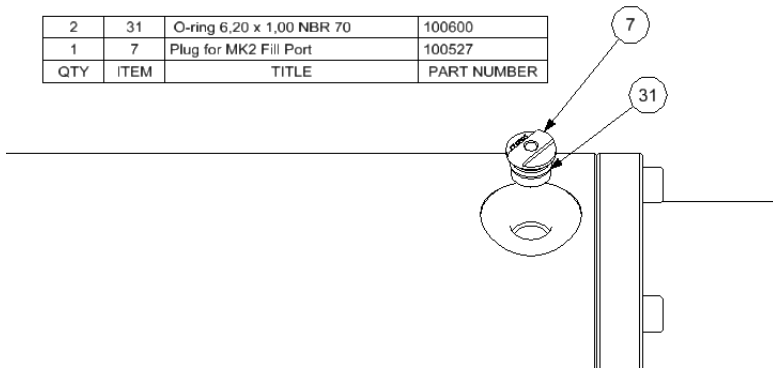 2 31 O-ring 6,20 x 1,00 NBR 70 100600
1 7 Plug for MK2 Fill Port 100527
QTY ITEM TITLE PART NUMBER
7
31